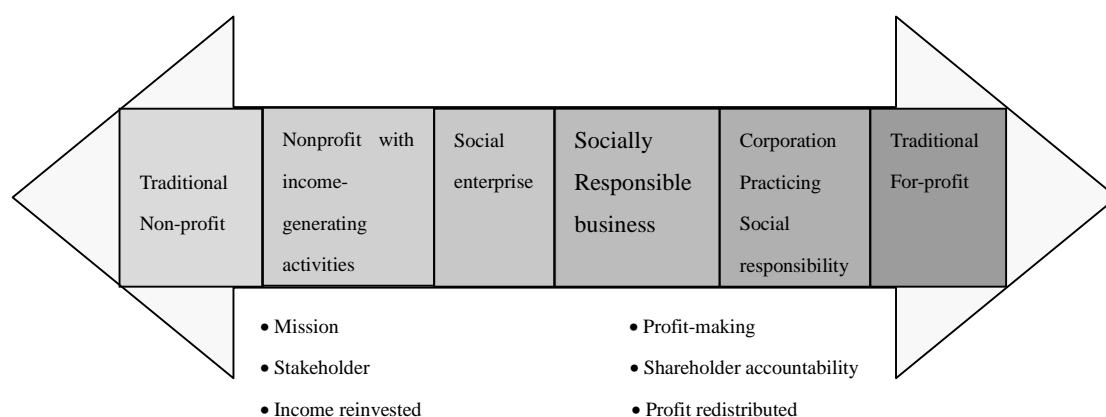 Traditional
Non-profit
Nonprofit with
income-
generating
activities
Social
enterprise
Socially
Responsible
business
Corporation
Practicing
Social
responsibility
Traditional
For-profit
• Mission
• Stakeholder
• Income reinvested
• Profit-making
• Shareholder accountability
• Profit redistributed